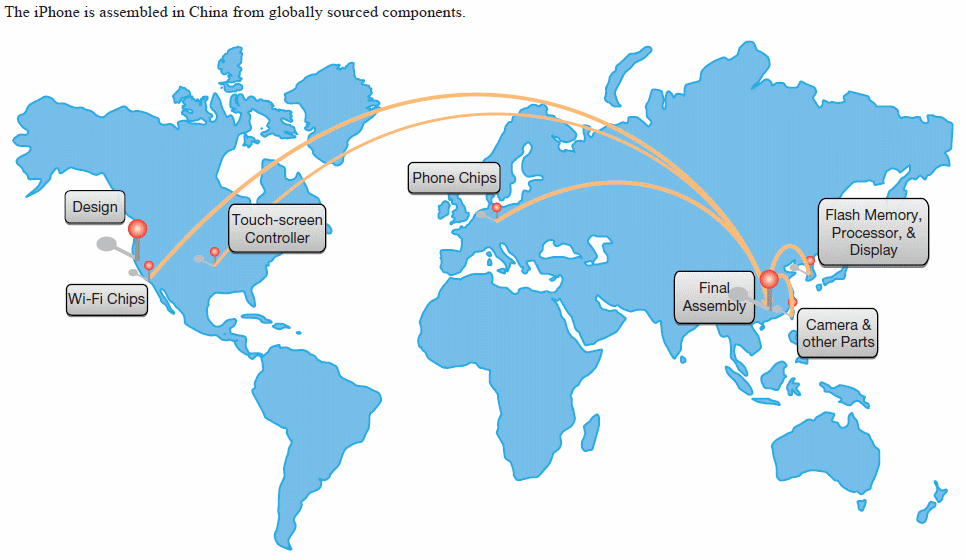 The iPhone is assembled in China from globally sourced components.
Phone Chips
Design
Touch-screen
Controller
Flash Memory,
Processor, &
Display
Wi-Fi Chips
Final
Assembly
Camera &
other Parts